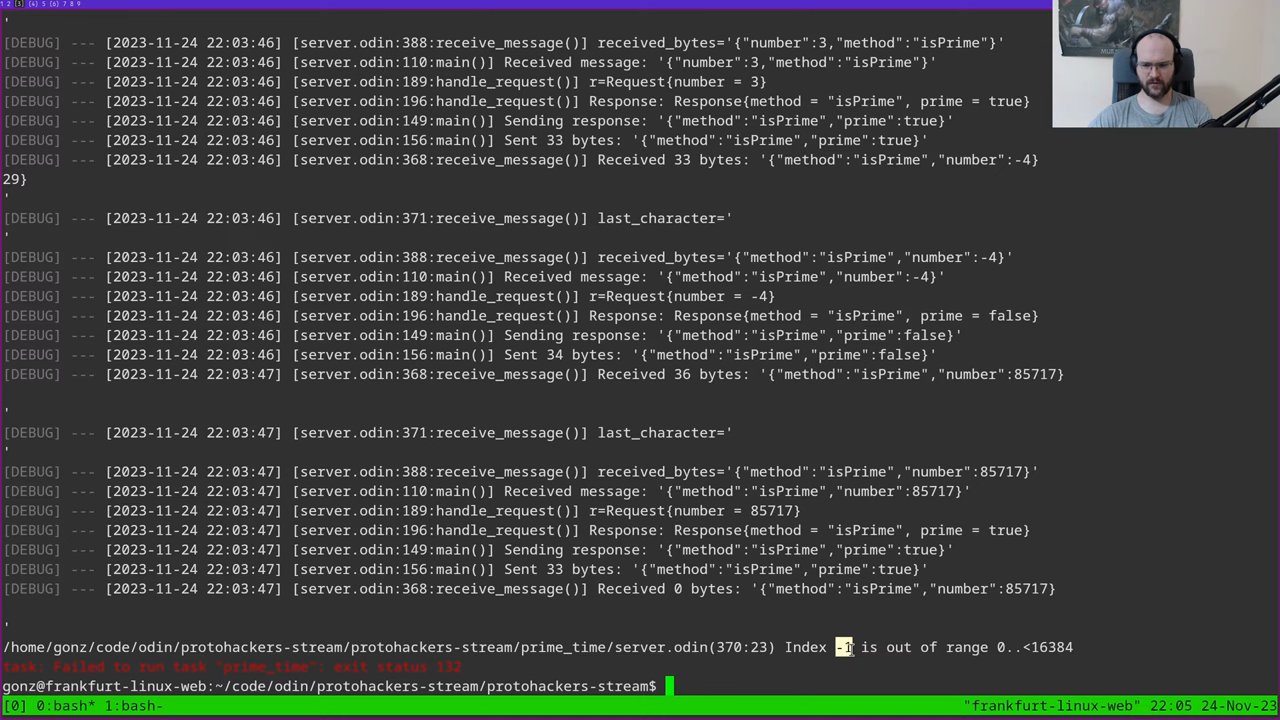 1 2 [3] (4) 5 (6) 7 8 9
'
[DEBUG] --- [2023-11-24 22:03:46] [server.odin:388:receive_message()] received_bytes='{"number":3,"method":"isPrime"}'
[DEBUG] --- [2023-11-24 22:03:46] [server.odin:110:main()] Received message: '{"number":3,"method":"isPrime"}'
[DEBUG] --- [2023-11-24 22:03:46] [server.odin:189:handle_request()] r=Request{number = 3}
[DEBUG] --- [2023-11-24 22:03:46] [server.odin:196:handle_request()] Response: Response{method = "isPrime", prime = true}
[DEBUG] --- [2023-11-24 22:03:46] [server.odin:149:main()] Sending response: '{"method":"isPrime","prime":true}'
[DEBUG] --- [2023-11-24 22:03:46] [server.odin:156:main()] Sent 33 bytes: '{"method":"isPrime","prime":true}'
[DEBUG] --- [2023-11-24 22:03:46] [server.odin:368:receive_message()] Received 33 bytes: '{"method":"isPrime","number":-4}
29}
'
[DEBUG] --- [2023-11-24 22:03:46] [server.odin:371:receive_message()] last_character='
'
[DEBUG] --- [2023-11-24 22:03:46] [server.odin:388:receive_message()] received_bytes='{"method":"isPrime","number":-4}'
[DEBUG] --- [2023-11-24 22:03:46] [server.odin:110:main()] Received message: '{"method":"isPrime","number":-4}'
[DEBUG] --- [2023-11-24 22:03:46] [server.odin:189:handle_request()] r=Request{number = -4}
[DEBUG] --- [2023-11-24 22:03:46] [server.odin:196:handle_request()] Response: Response{method = "isPrime", prime = false}
[DEBUG] --- [2023-11-24 22:03:46] [server.odin:149:main()] Sending response: '{"method":"isPrime","prime":false}'
[DEBUG] --- [2023-11-24 22:03:46] [server.odin:156:main()] Sent 34 bytes: '{"method":"isPrime","prime":false}'
[DEBUG] --- [2023-11-24 22:03:47] [server.odin:368:receive_message()] Received 36 bytes: '{"method":"isPrime","number":85717}
'
[DEBUG] --- [2023-11-24 22:03:47] [server.odin:371:receive_message()] last_character='
'
[DEBUG] --- [2023-11-24 22:03:47] [server.odin:388:receive_message()] received_bytes='{"method":"isPrime","number":85717}'
[DEBUG] --- [2023-11-24 22:03:47] [server.odin:110:main()] Received message: '{"method":"isPrime","number":85717}'
[DEBUG] --- [2023-11-24 22:03:47] [server.odin:189:handle_request()] r=Request{number = 85717}
[DEBUG] --- [2023-11-24 22:03:47] [server.odin:196:handle_request()] Response: Response{method = "isPrime", prime = true}
[DEBUG] --- [2023-11-24 22:03:47] [server.odin:149:main()] Sending response: '{"method":"isPrime","prime":true}'
[DEBUG] --- [2023-11-24 22:03:47] [server.odin:156:main()] Sent 33 bytes: '{"method":"isPrime","prime":true}'
[DEBUG] --- [2023-11-24 22:03:47] [server.odin:368:receive_message()] Received 0 bytes: '{"method":"isPrime","number":85717}
'
/home/gonz/code/odin/protohackers-stream/protohackers-stream/prime_time/server.odin(370:23) Index -1 is out of range 0..<16384
task: Failed to run task "prime_time": exit status 132
gonz@frankfurt-linux-web:~/code/odin/protohackers-stream/protohackers-stream$
[0] 0:bash* 1:bash- "frankfurt-linux-web" 22:05 24-Nov-23